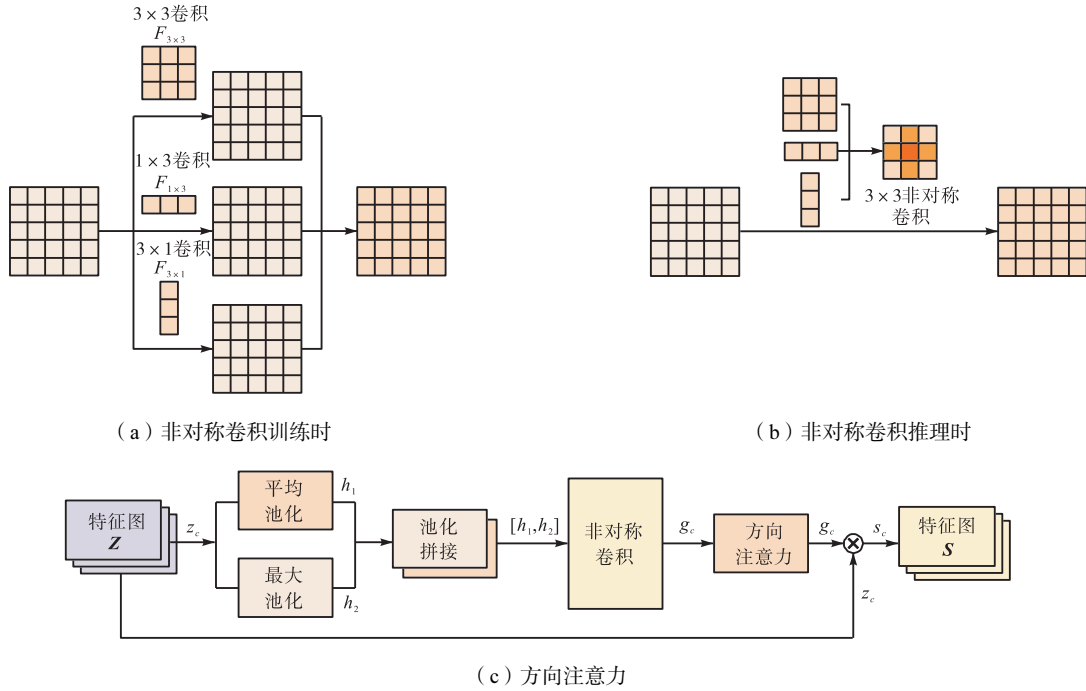 3×3卷积
F3×3
1×3卷积
F1×3
3×1卷积
F3×1
3×3非对称
卷积
(a)非对称卷积训练时
(b)非对称卷积推理时
特征图
Z
zc
平均
池化
h1
最大
池化
h2
池化
拼接
[h1,h2]
非对称
卷积
gc
方向
注意力
gc
sc
zc
特征图
S
(c)方向注意力